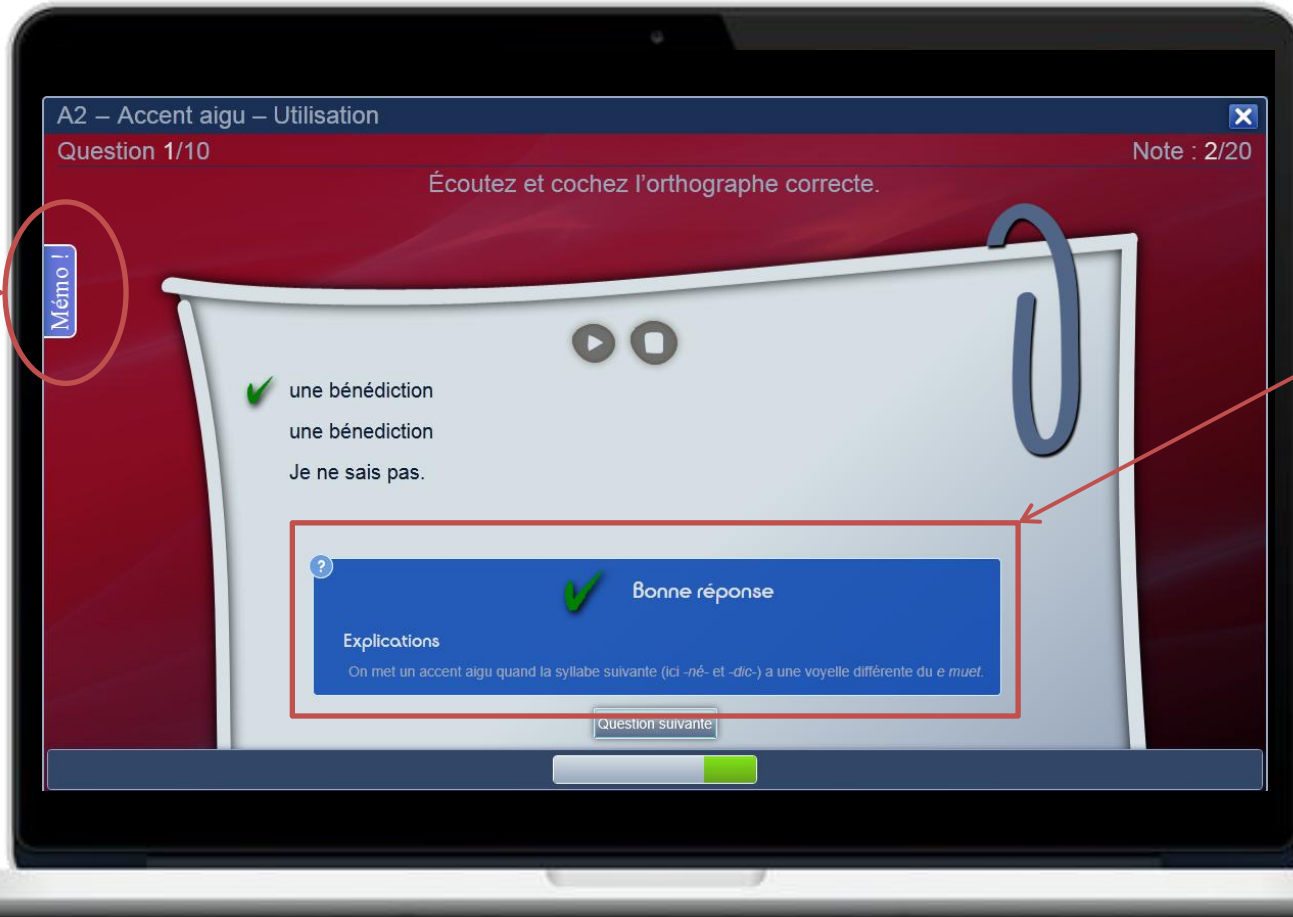 A2 – Accent aigu – Utilisation
Question 1/10
Note : 2/20
Écoutez et cochez l'orthographe correcte.
Mémo !
une bénédiction
une bénediction
Je ne sais pas.
?
Bonne réponse
Explications
On met un accent aigu quand la syllabe suivante (ici -né- et -dic-) a une voyelle différente du e muet.
Question suivante